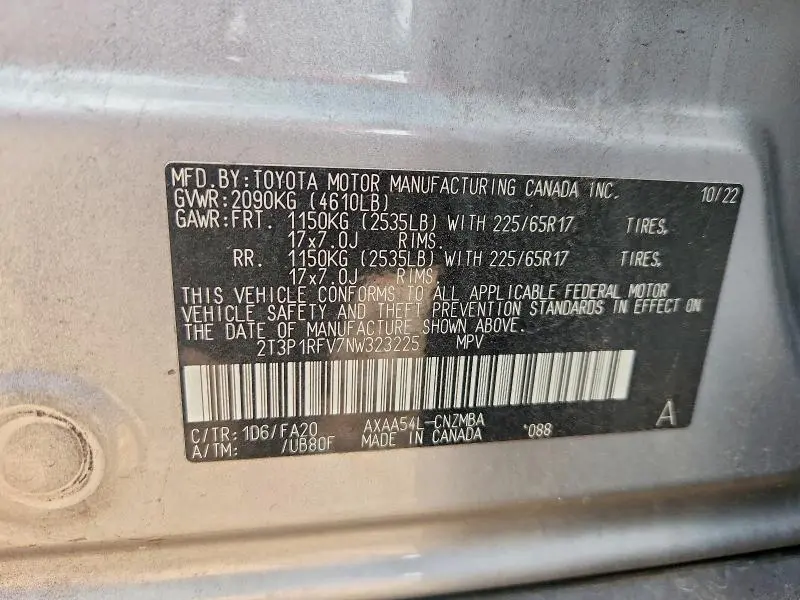 MFD.BY:TOYOTA MOTOR MANUFACTURING CANADA INC. 10/22
GVWR:2090KG (4610LB)
GAWR:FRT. 1150KG (2535LB) WITH 225/65R17 TIRES,
17x7.0J RIMS.
RR. 1150KG (2535LB) WITH 225/65R17 TIRES,
17x7.0J RIMS.
THIS VEHICLE CONFORMS TO ALL APPLICABLE FEDERAL MOTOR
VEHICLE SAFETY AND THEFT PREVENTION STANDARDS IN EFFECT ON
THE DATE OF MANUFACTURE SHOWN ABOVE.
2T3P1RFV7NW323225 MPV
C/TR: 1D6/FA20 AXAA54L-CNZMBA A
A/TM: /UB80F MADE IN CANADA *088